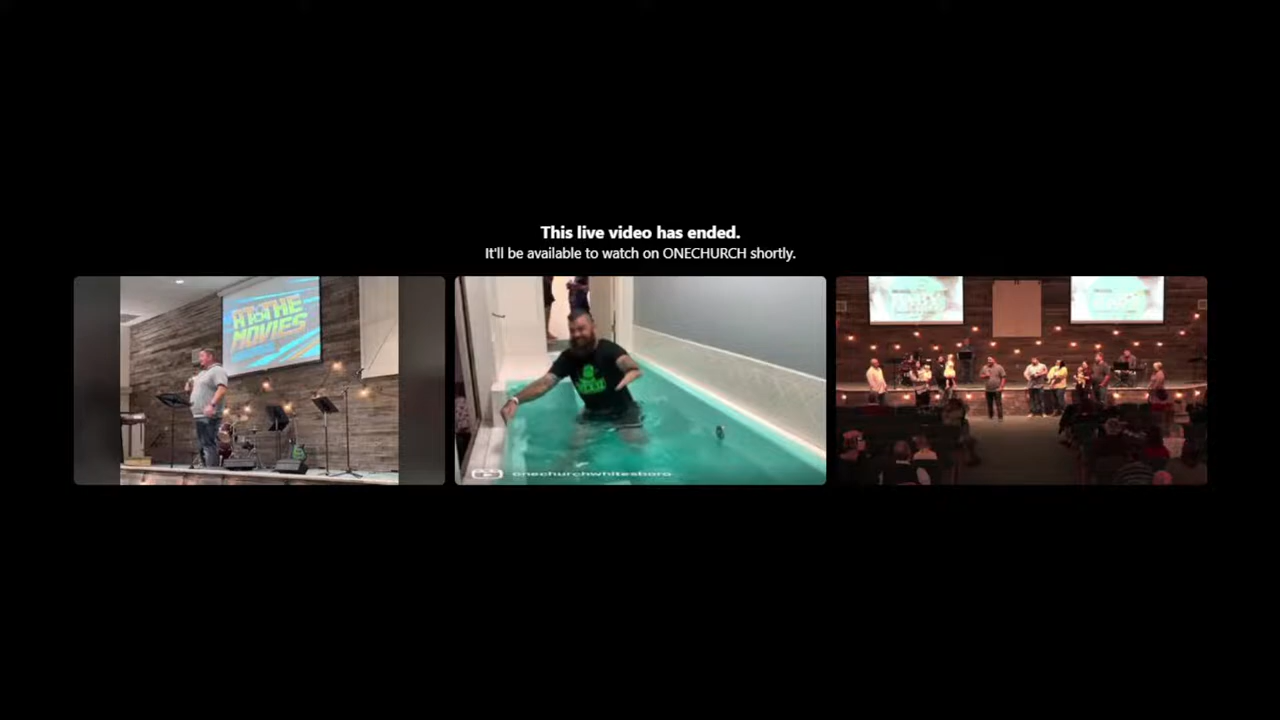 This live video has ended.
It'll be available to watch on ONECHURCH shortly.
AT THE
MOVIES
onechurchwhitesboro